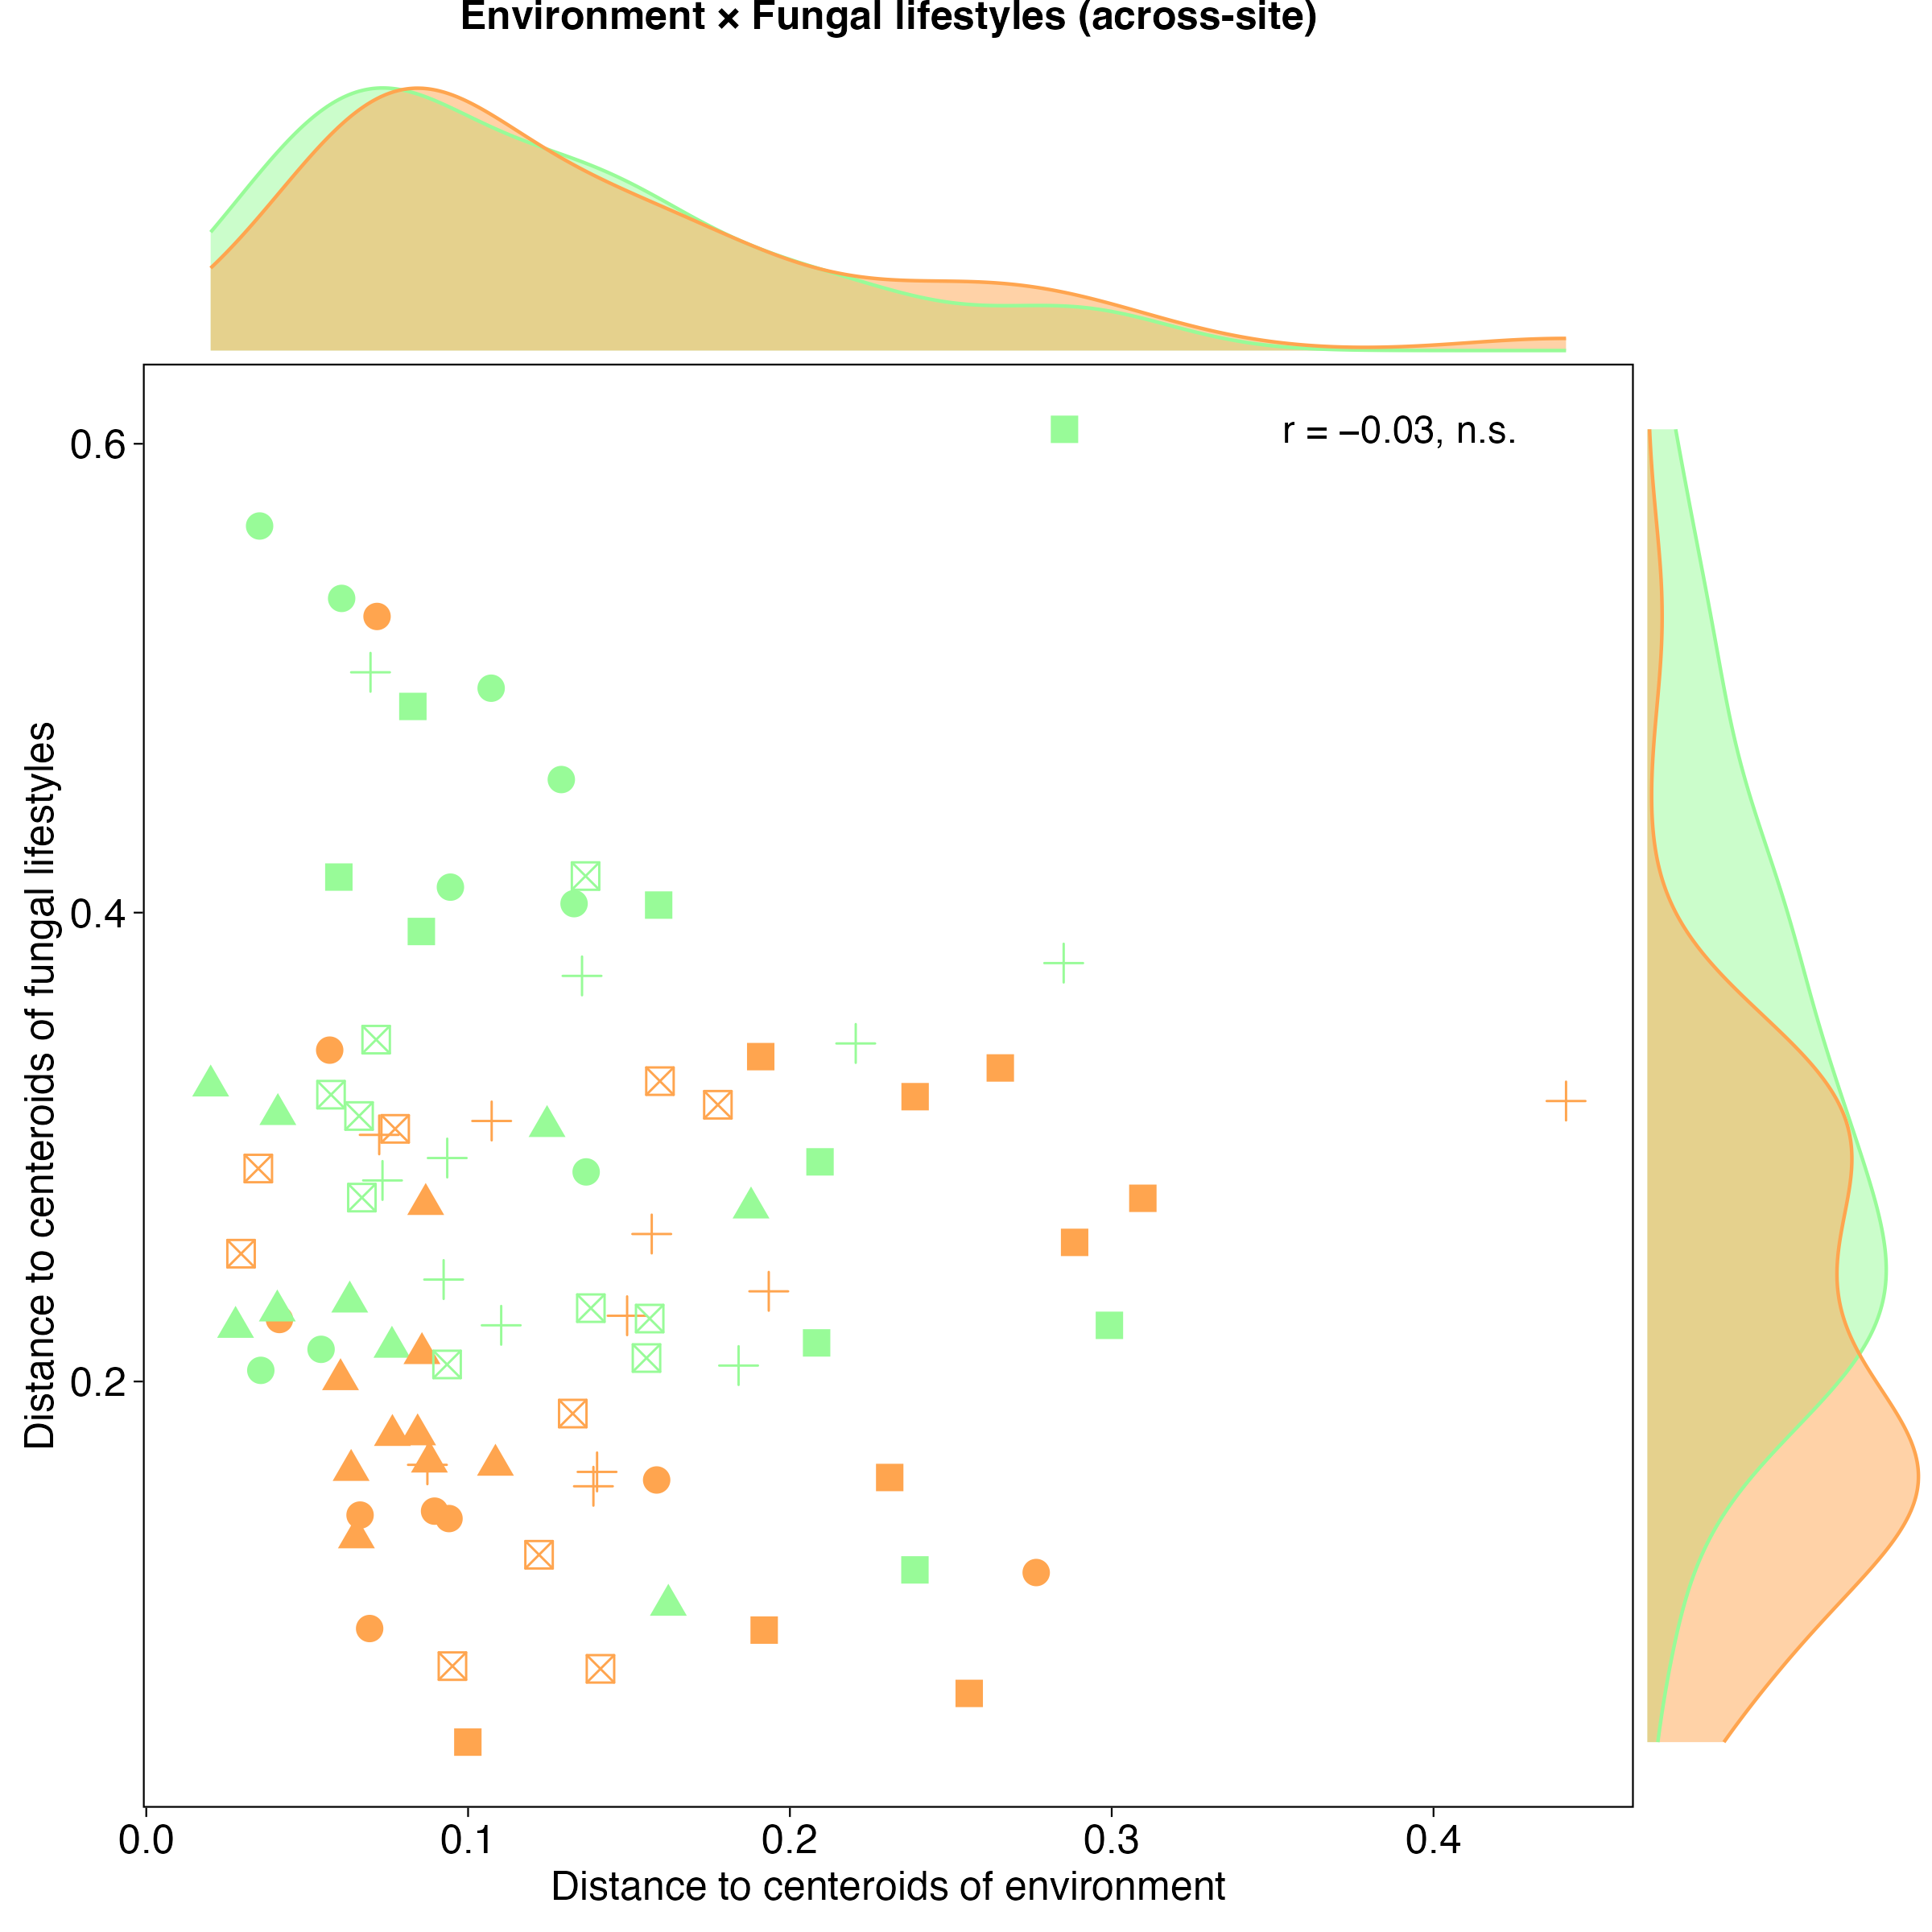 Environment × Fungal lifestyles (across-site)
r = −0.03, n.s.
0.6
0.4
0.2
Distance to centeroids of fungal lifestyles
0.0
0.1
0.2
0.3
0.4
Distance to centeroids of environment